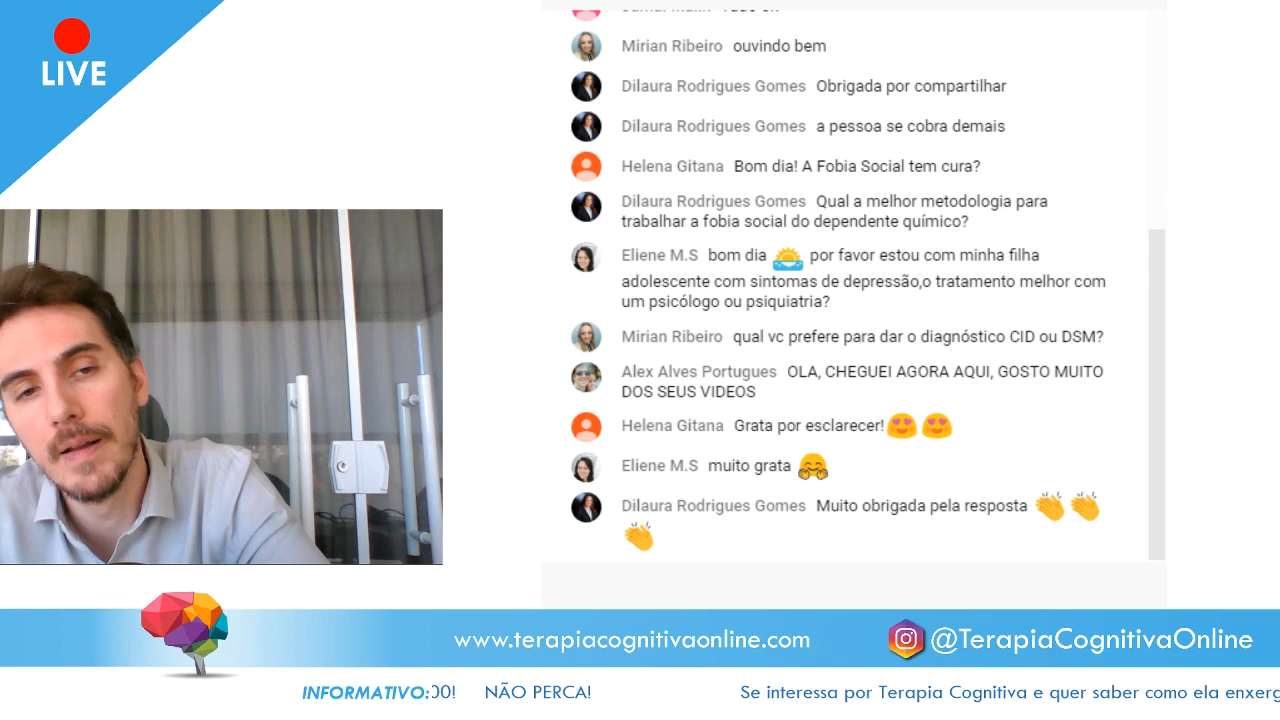 LIVE
Mirian Ribeiro ouvindo bem
Dilaura Rodrigues Gomes Obrigada por compartilhar
Dilaura Rodrigues Gomes a pessoa se cobra demais
Helena Gitana Bom dia! A Fobia Social tem cura?
Dilaura Rodrigues Gomes Qual a melhor metodologia para
trabalhar a fobia social do dependente químico?
Eliene M.S bom dia por favor estou com minha filha
adolescente com sintomas de depressão,o tratamento melhor com
um psicólogo ou psiquiatria?
Mirian Ribeiro qual vc prefere para dar o diagnóstico CID ou DSM?
Alex Alves Portugues OLA, CHEGUEI AGORA AQUI, GOSTO MUITO
DOS SEUS VIDEOS
Helena Gitana Grata por esclarecer!
Eliene M.S muito grata
Dilaura Rodrigues Gomes Muito obrigada pela resposta
www.terapiacognitivaonline.com
@TerapiaCognitivaOnline
INFORMATIVO: 00! NÃO PERCA! Se interessa por Terapia Cognitiva e quer saber como ela enxerg